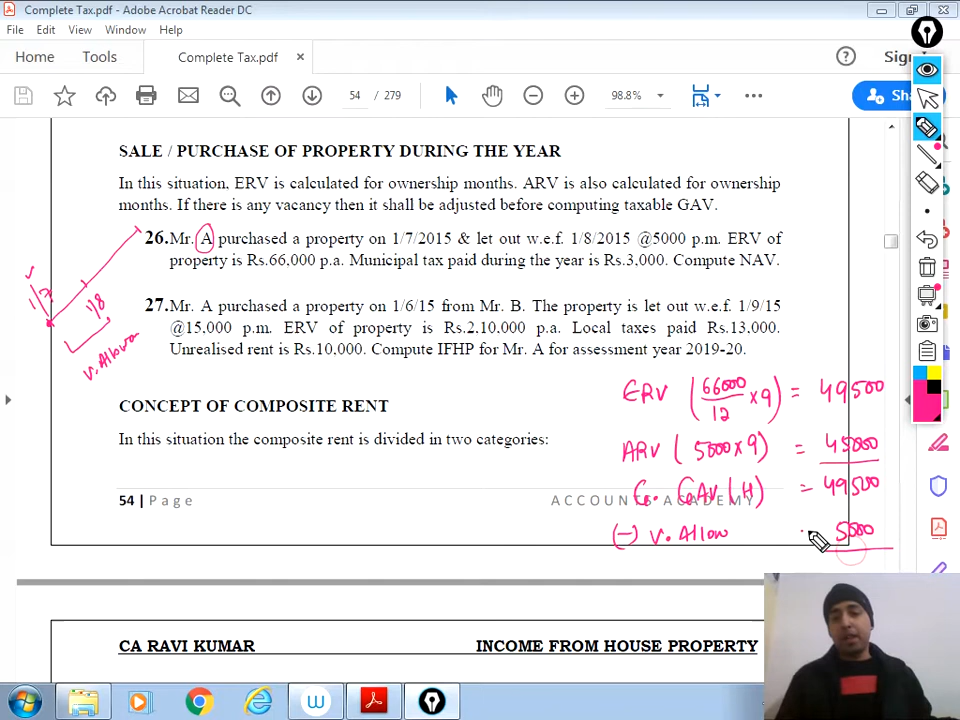 Complete Tax.pdf - Adobe Acrobat Reader DC
File Edit View Window Help
Home Tools Complete Tax.pdf × ? Sign
54 / 279 98.8% Sha
SALE / PURCHASE OF PROPERTY DURING THE YEAR
In this situation, ERV is calculated for ownership months. ARV is also calculated for ownership
months. If there is any vacancy then it shall be adjusted before computing taxable GAV.
26. Mr. A purchased a property on 1/7/2015 & let out w.e.f. 1/8/2015 @5000 p.m. ERV of
property is Rs.66,000 p.a. Municipal tax paid during the year is Rs.3,000. Compute NAV.
1/7
1/8
V. Allowa
27. Mr. A purchased a property on 1/6/15 from Mr. B. The property is let out w.e.f. 1/9/15
@15,000 p.m. ERV of property is Rs.2,10,000 p.a. Local taxes paid Rs.13,000.
Unrealised rent is Rs.10,000. Compute IFHP for Mr. A for assessment year 2019-20.
ERV (66000/12 ×9) = 49500
CONCEPT OF COMPOSITE RENT
In this situation the composite rent is divided in two categories:
ARV (5000×9) = 45000
G. GAV (H) = 49500
54 | Page ACCOUNTS ACADEMY
(-) V. Allow 5000
CA RAVI KUMAR INCOME FROM HOUSE PROPERTY